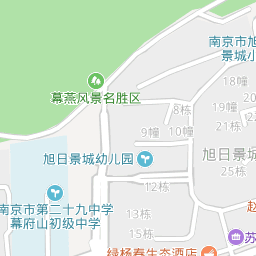 南京市旭
景城小
幕燕风景名胜区
18幢
19幢
8栋
9幢
10幢
21栋
旭日景城幼儿园
旭日景城
25栋
12栋
南京市第二十九中学
幕府山初级中学
13栋
15栋
赵
苏
绿杨春生态酒店